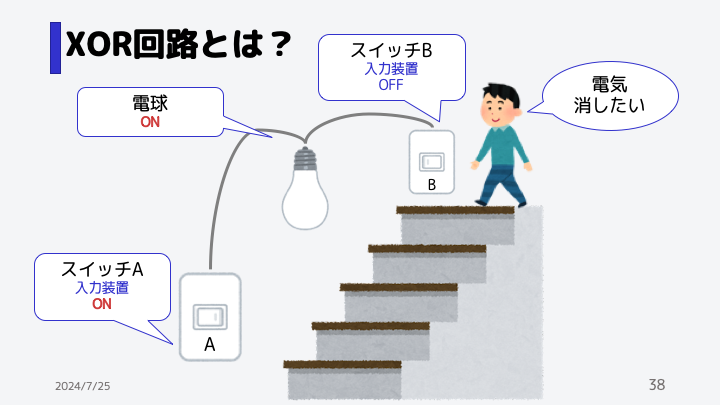 XOR回路とは？
スイッチB
入力装置
OFF
電気
消したい
電球
ON
B
スイッチA
入力装置
ON
A
2024/7/25
38